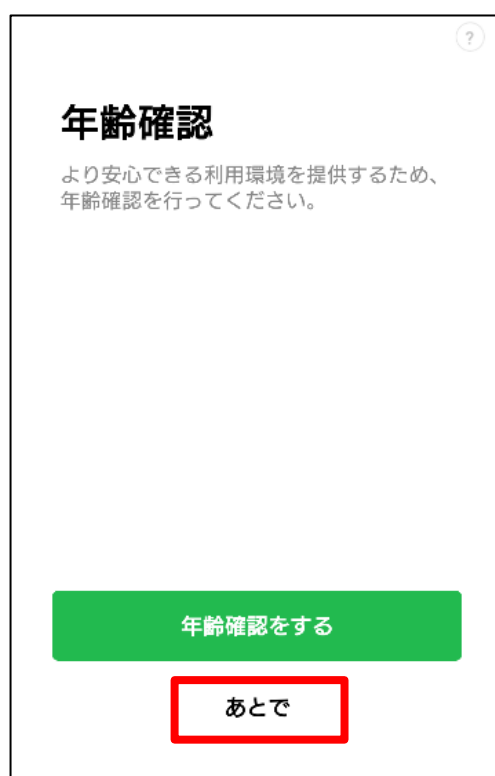 ?
年齢確認
より安心できる利用環境を提供するため、
年齢確認を行ってください。
年齢確認をする
あとで